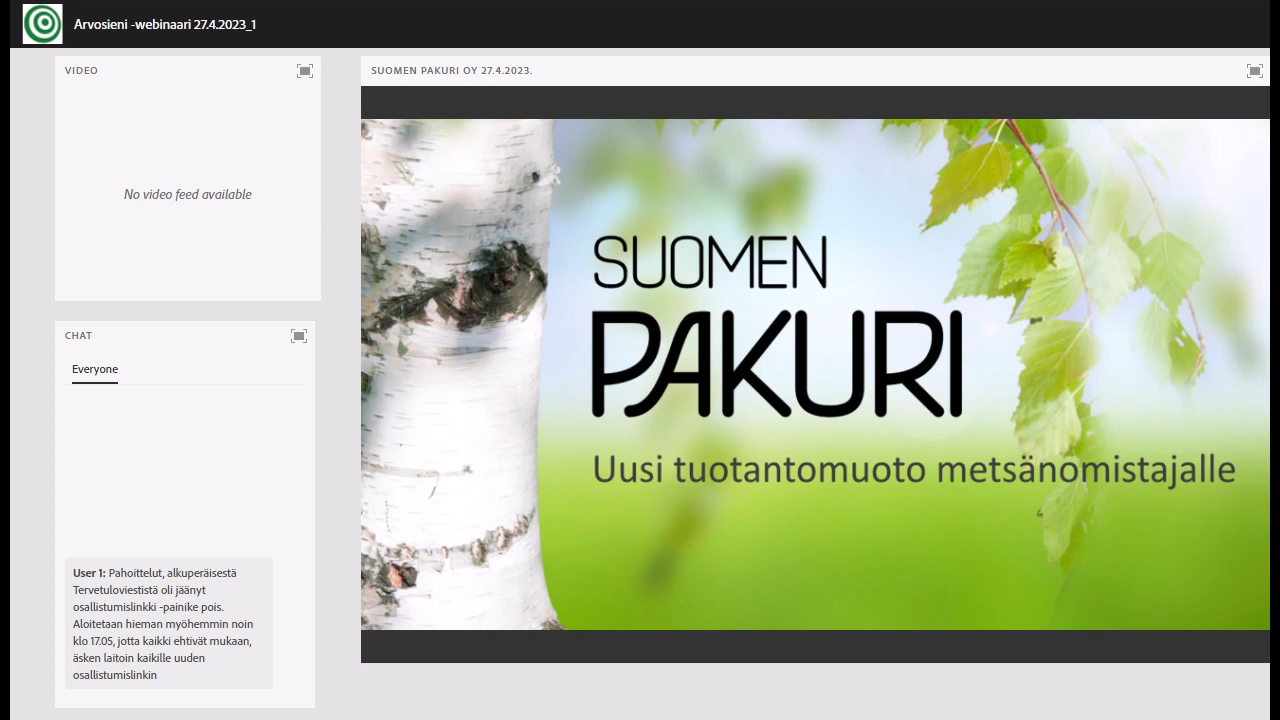 Arvosieni -webinaari 27.4.2023_1
VIDEO
No video feed available
CHAT
Everyone
User 1: Pahoittelut, alkuperäisestä
Tervetuloviestistä oli jäänyt
osallistumislinkki -painike pois.
Aloitetaan hieman myöhemmin noin
klo 17.05, jotta kaikki ehtivät mukaan,
äsken laitoin kaikille uuden
osallistumislinkin
SUOMEN PAKURI OY 27.4.2023.
SUOMEN
PAKURI
Uusi tuotantomuoto metsänomistajalle